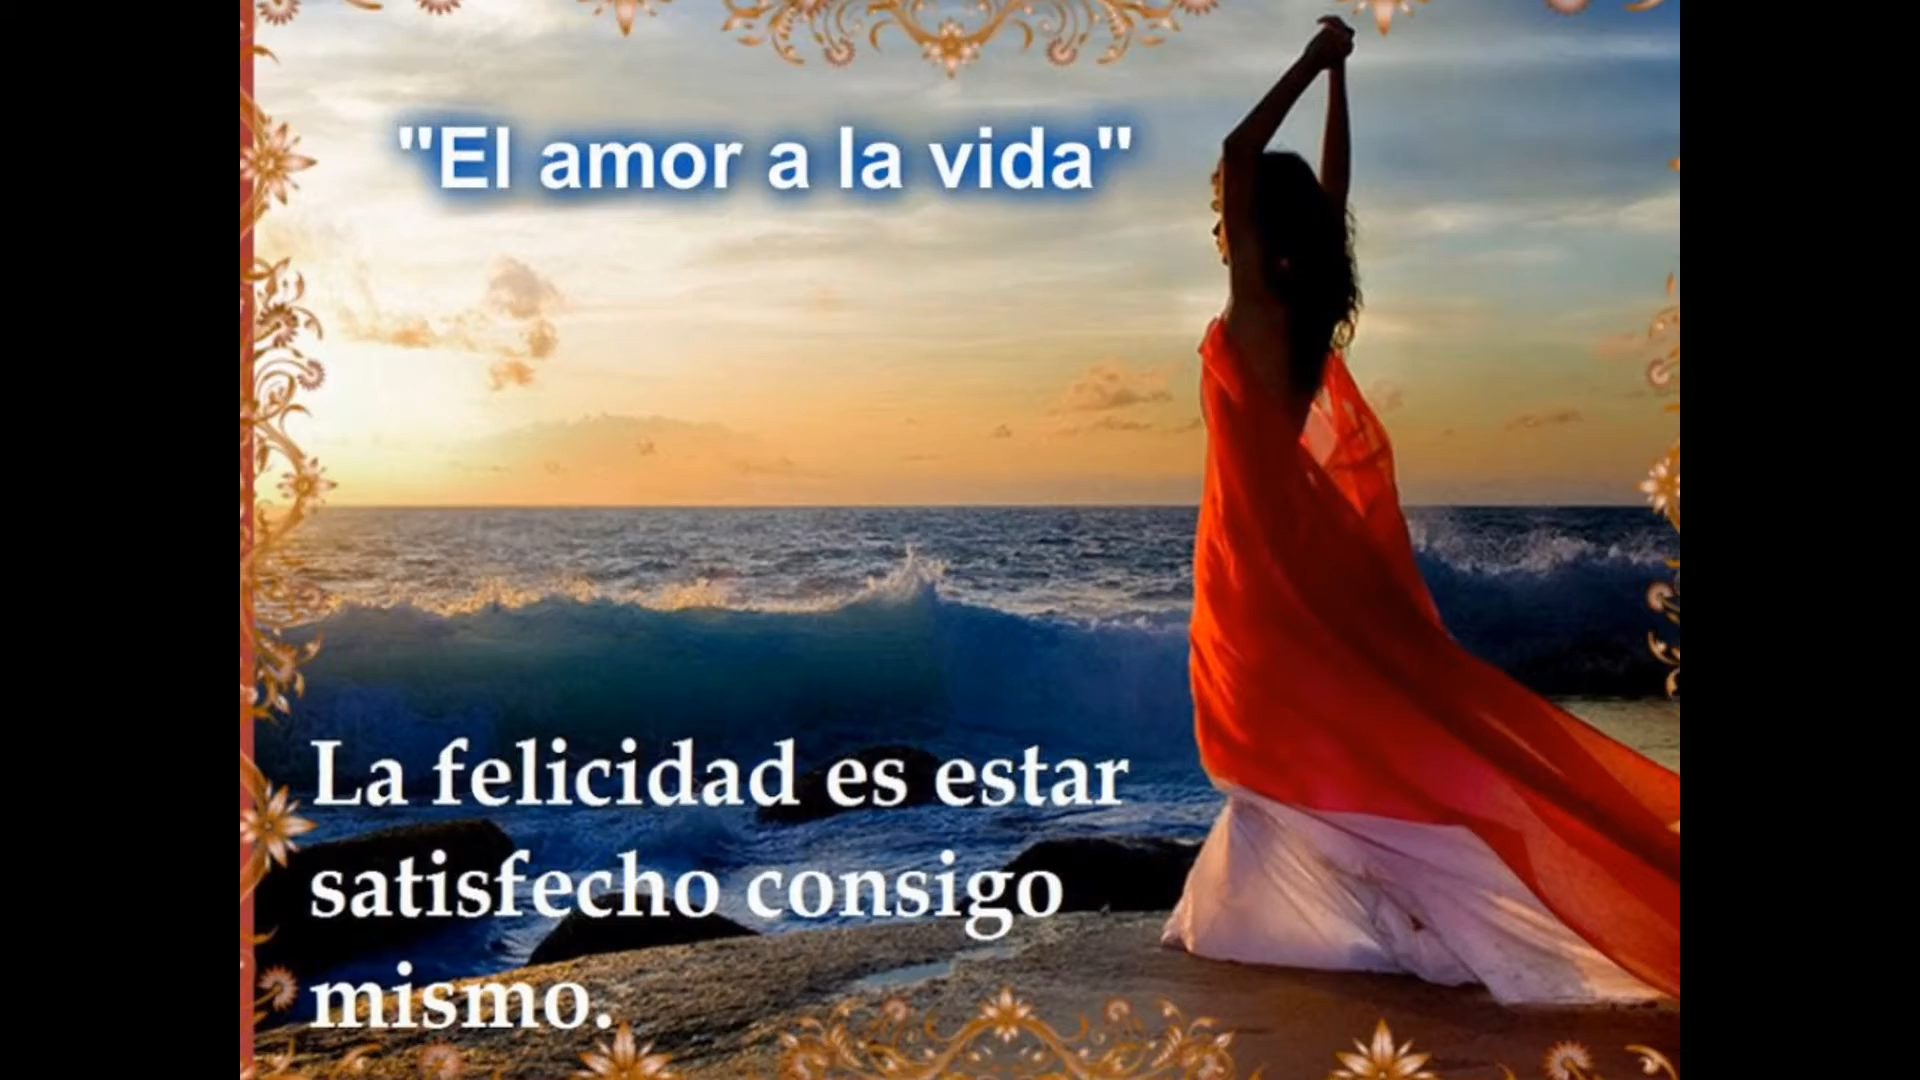 "El amor a la vida"
La felicidad es estar
satisfecho consigo
mismo.